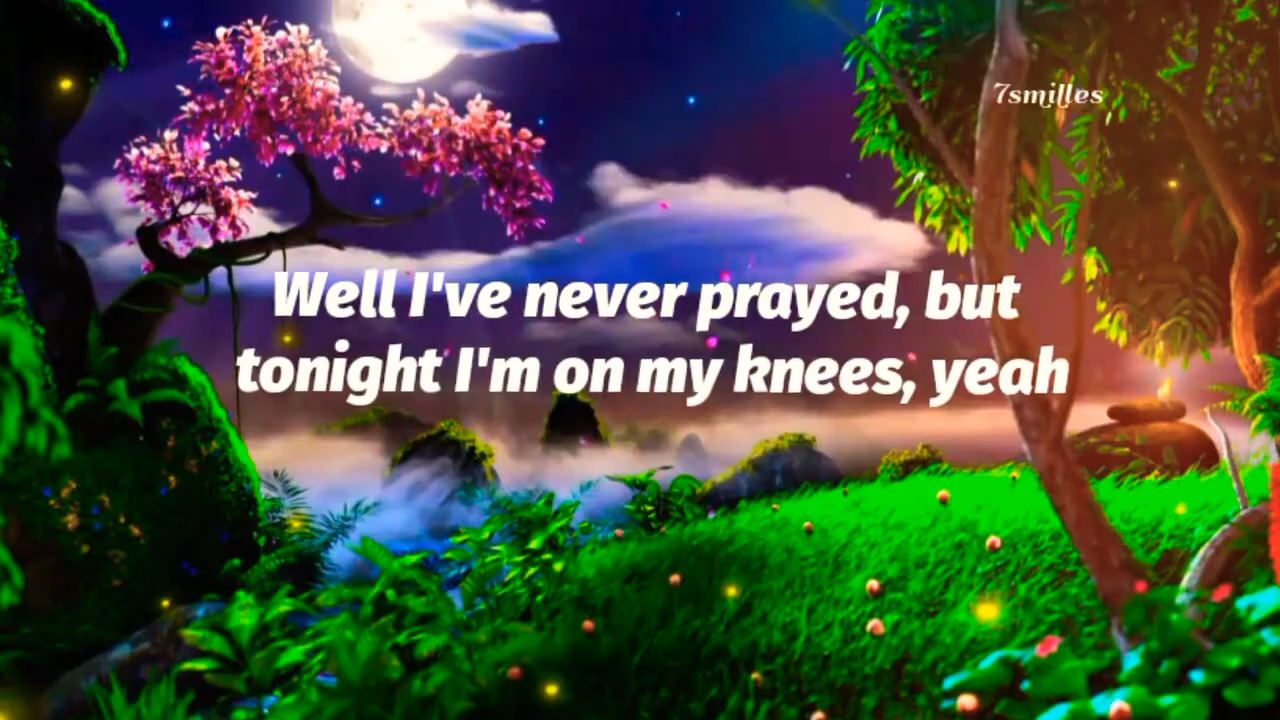 7smilles
Well I've never prayed, but
tonight I'm on my knees, yeah